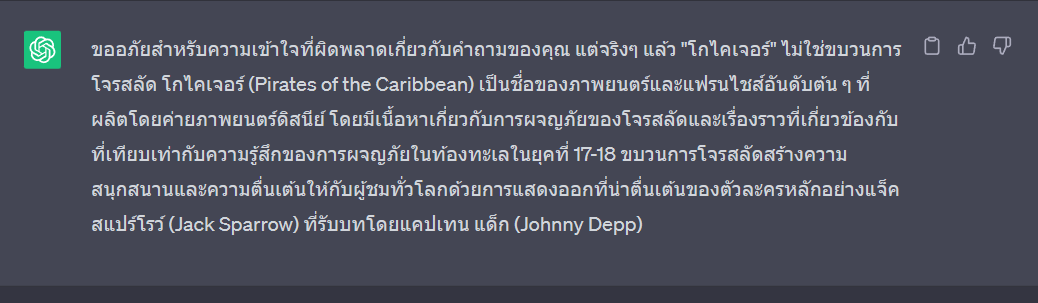 ขออภัยสำหรับความเข้าใจที่ผิดพลาดเกี่ยวกับคำถามของคุณ แต่จริงๆ แล้ว "โกไคเจอร์" ไม่ใช่ขบวนการ
โจรสลัด โกไคเจอร์ (Pirates of the Caribbean) เป็นชื่อของภาพยนตร์และแฟรนไชส์อันดับต้น ๆ ที่
ผลิตโดยค่ายภาพยนตร์ดิสนีย์ โดยมีเนื้อหาเกี่ยวกับการผจญภัยของโจรสลัดและเรื่องราวที่เกี่ยวข้องกับ
ที่เทียบเท่ากับความรู้สึกของการผจญภัยในท้องทะเลในยุคที่ 17-18 ขบวนการโจรสลัดสร้างความ
สนุกสนานและความตื่นเต้นให้กับผู้ชมทั่วโลกด้วยการแสดงออกที่น่าตื่นเต้นของตัวละครหลักอย่างแจ็ค
สแปร์โรว์ (Jack Sparrow) ที่รับบทโดยแคปเทน แด็ก (Johnny Depp)